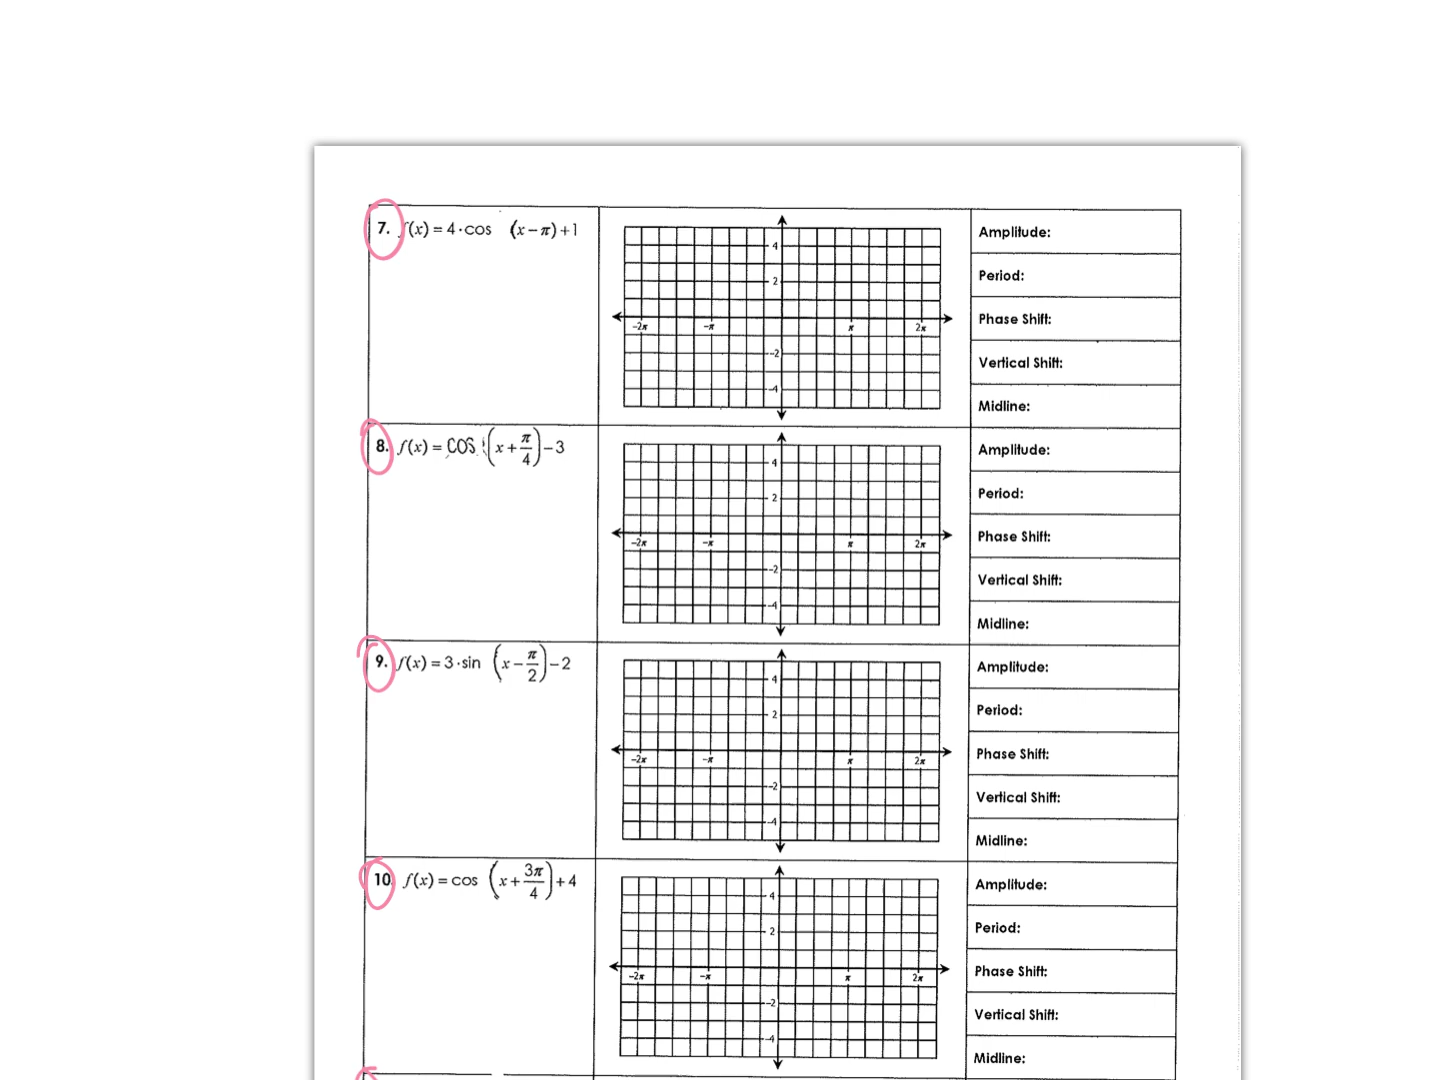 7. f(x) = 4·cos (x−π)+1
4
2
−2π −π π 2π
−2
−4
Amplitude:
Period:
Phase Shift:
Vertical Shift:
Midline:
8. f(x) = COS (x+π/4)−3
4
2
−2π −π π 2π
−2
−4
Amplitude:
Period:
Phase Shift:
Vertical Shift:
Midline:
9. f(x) = 3·sin (x−π/2)−2
4
2
−2π −π π 2π
−2
−4
Amplitude:
Period:
Phase Shift:
Vertical Shift:
Midline:
10. f(x) = cos (x+3π/4)+4
4
2
−2π −π π 2π
−2
−4
Amplitude:
Period:
Phase Shift:
Vertical Shift:
Midline: